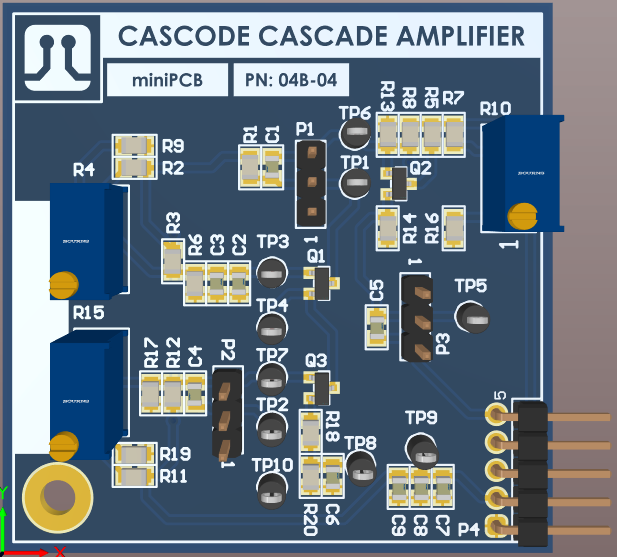 CASCODE CASCADE AMPLIFIER
miniPCB
PN: 04B-04
TP6
R13
R8
R5
R7
R10
R9
R2
R1
C1
P1
TP1
Q2
R4
R14
R16
1
1
BOURNS
BOURNS
R3
R6
C3
C2
TP3
Q1
1
C5
TP5
R15
TP4
P3
R17
R12
C4
P2
TP7
Q3
BOURNS
TP2
R18
TP9
5
R19
R11
1
TP10
TP8
R20
C6
C9
C8
C7
P4
Y
X